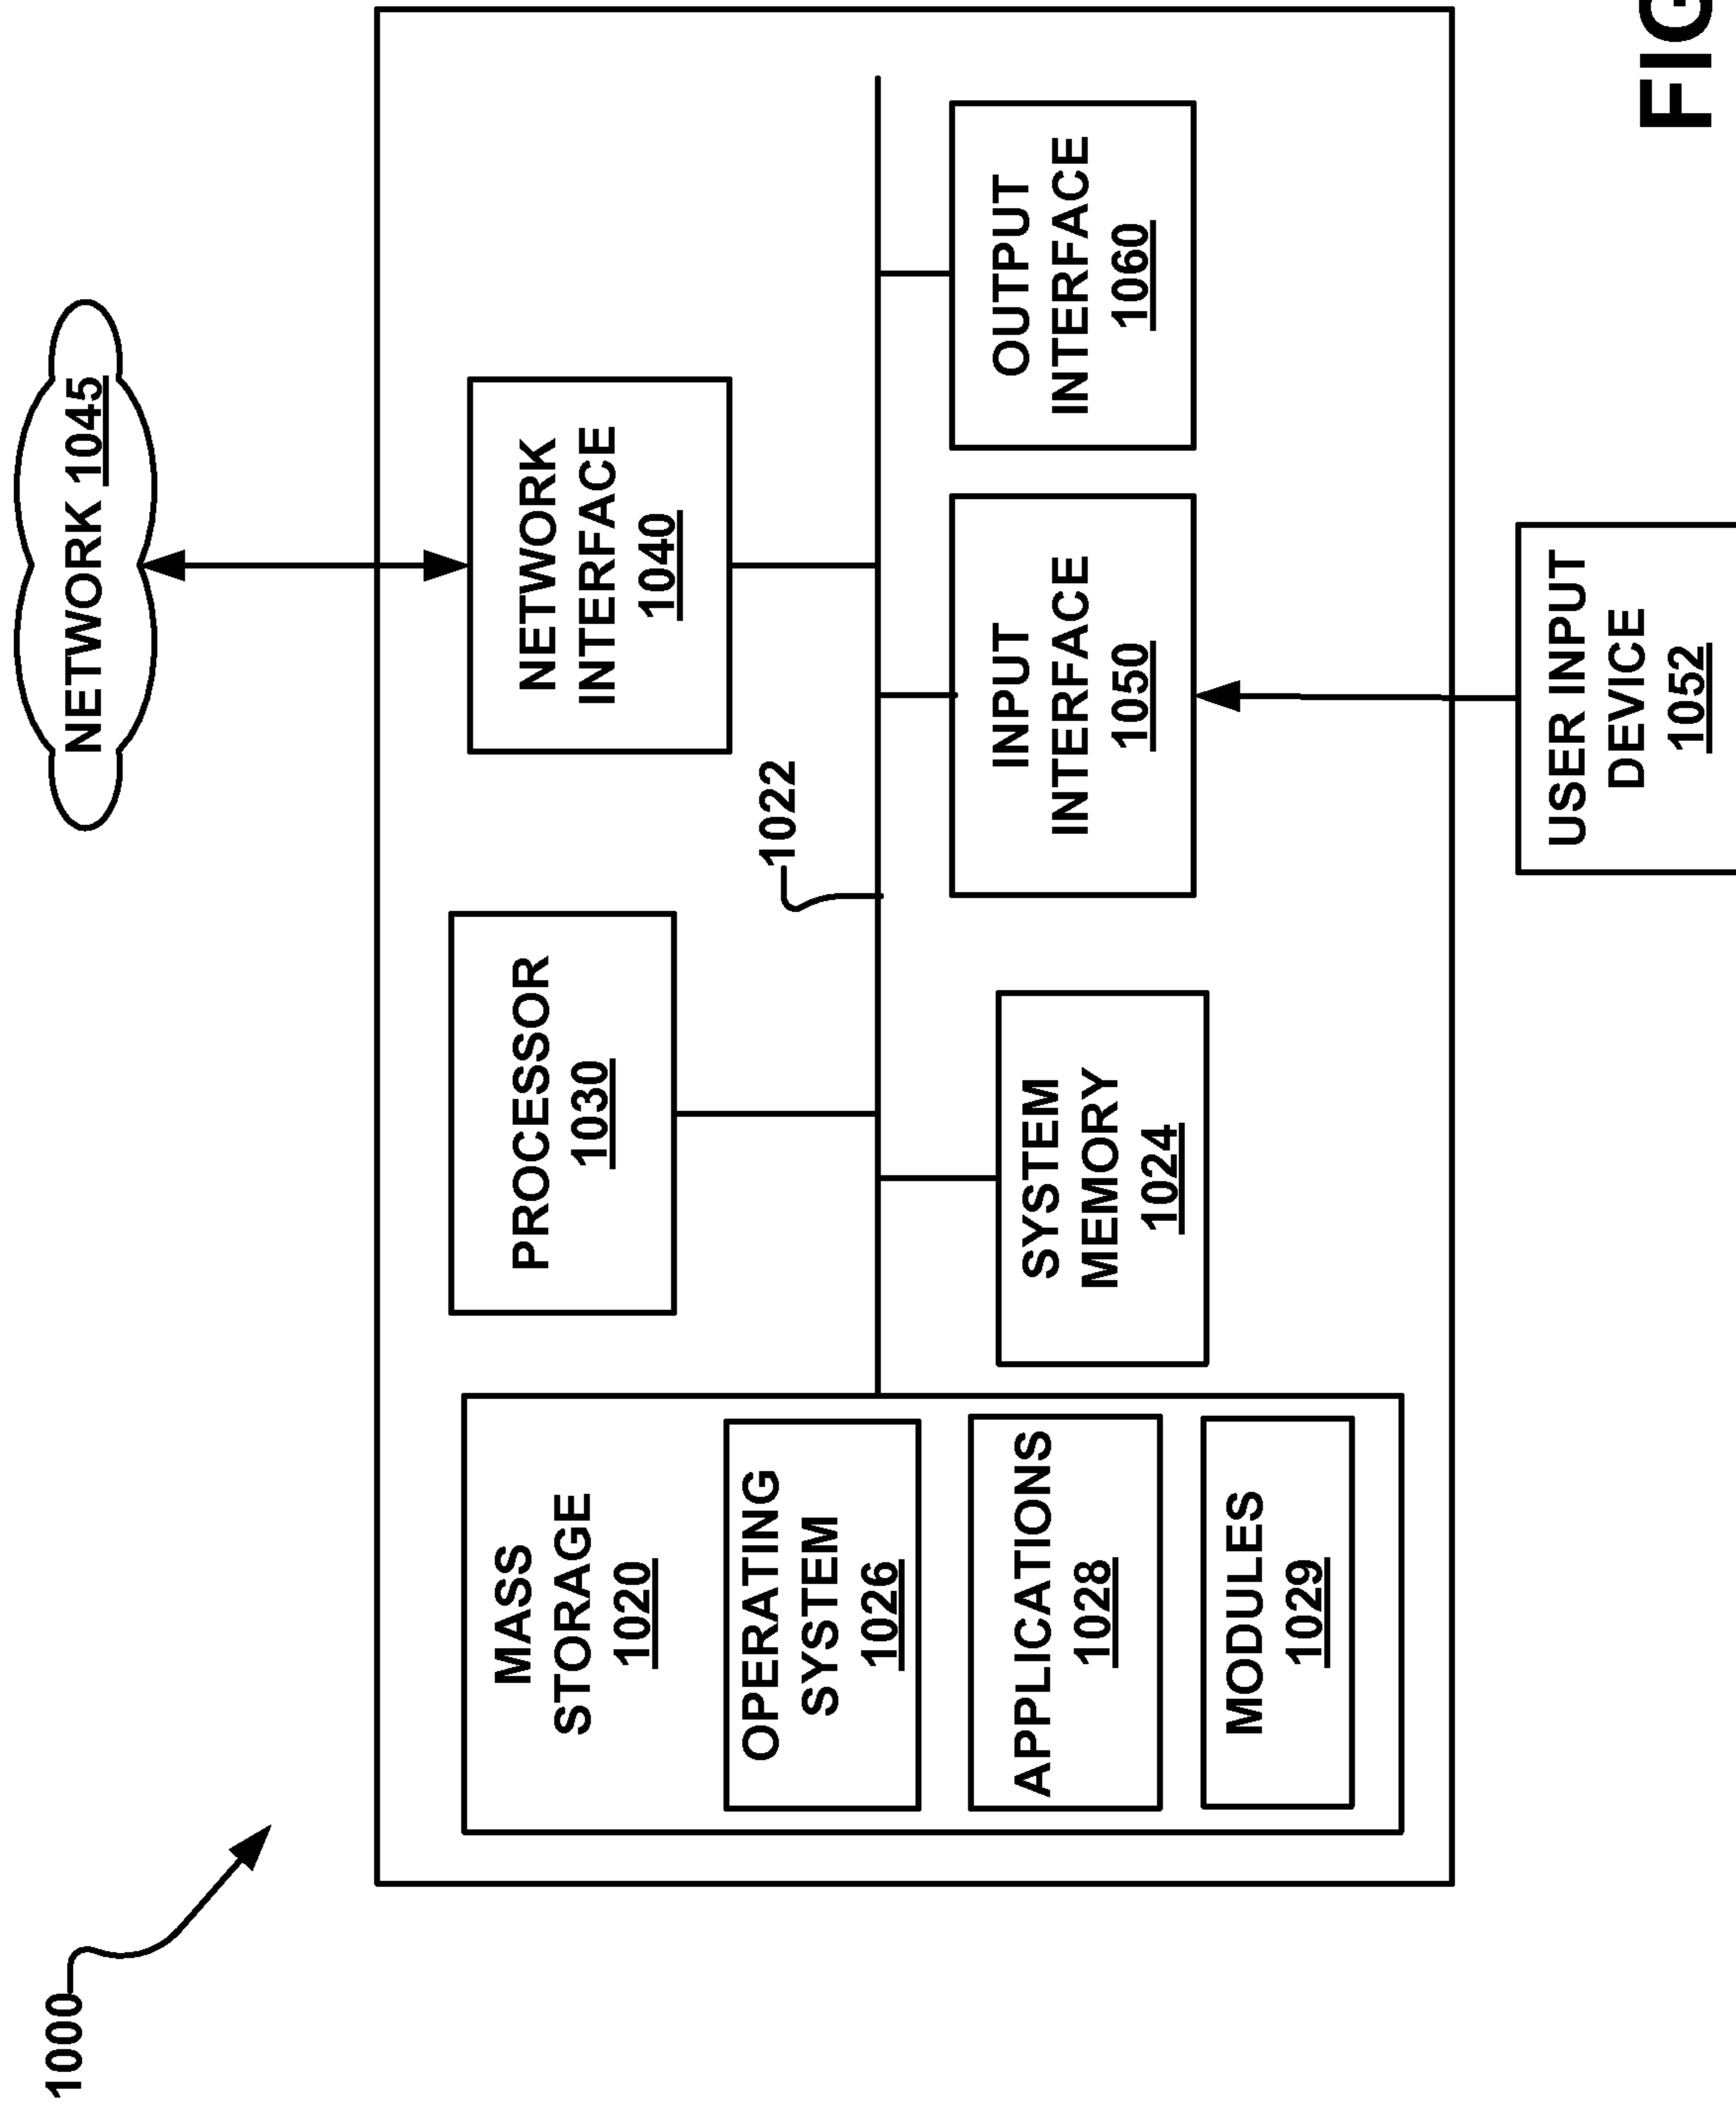 1000
NETWORK 1045
MASS
STORAGE
1020
OPERATING
SYSTEM
1026
APPLICATIONS
1028
MODULES
1029
PROCESSOR
1030
NETWORK
INTERFACE
1040
1022
SYSTEM
MEMORY
1024
INPUT
INTERFACE
1050
OUTPUT
INTERFACE
1060
USER INPUT
DEVICE
1052
FIG